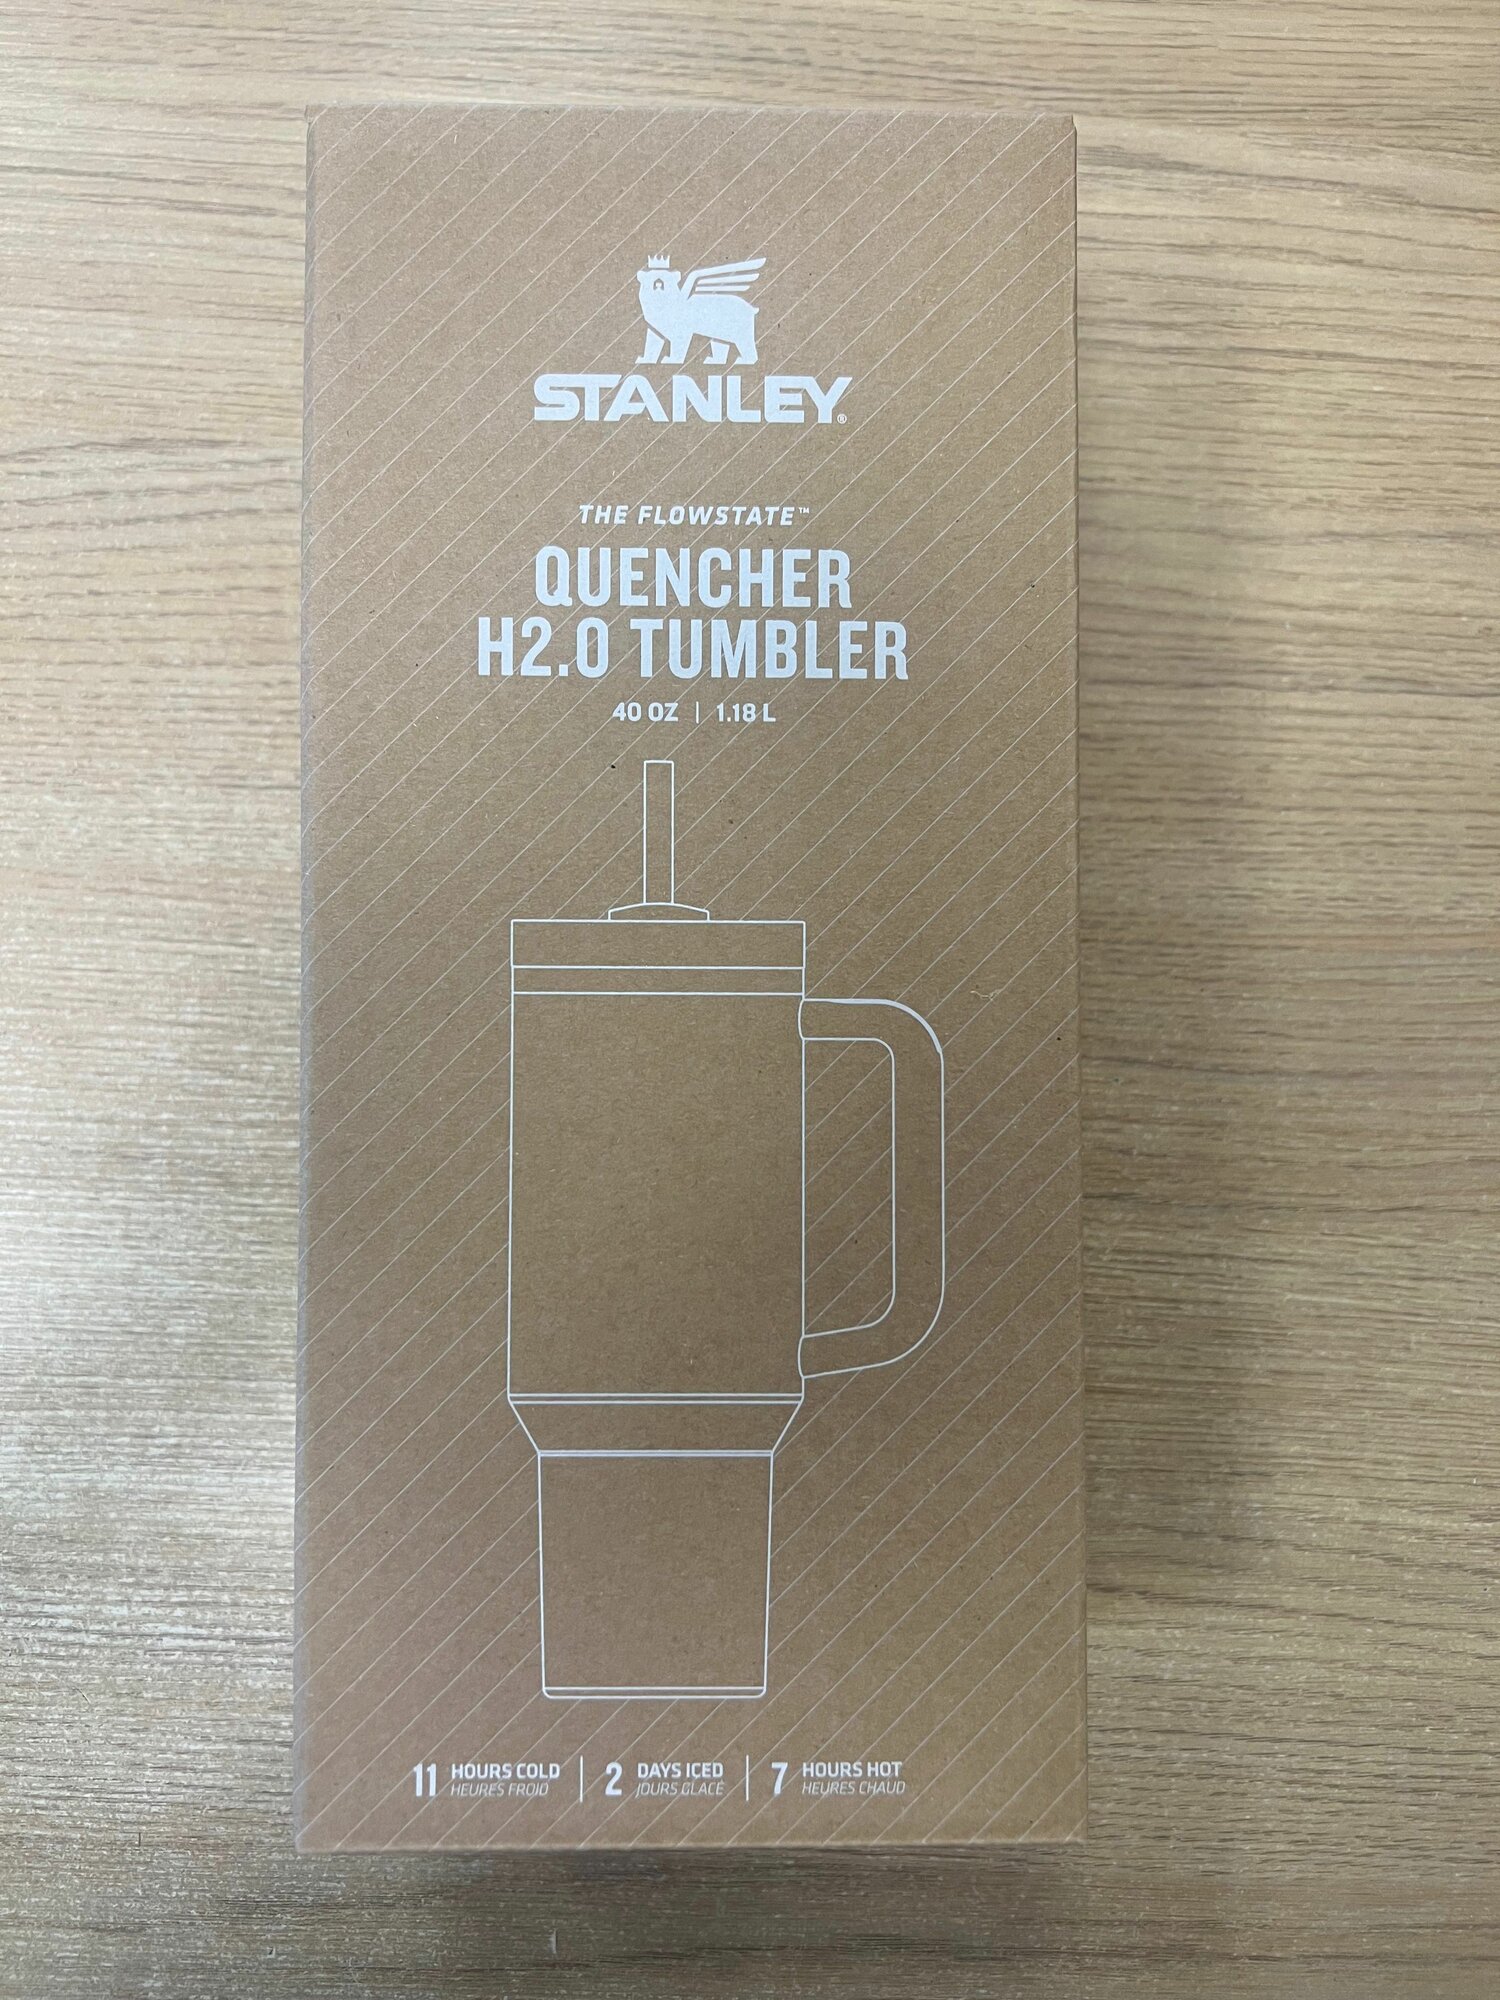 STANLEY®
THE FLOWSTATE™
QUENCHER
H2.0 TUMBLER
40 OZ | 1.18 L
11 HOURS COLD | 2 DAYS ICED | 7 HOURS HOT
HEURES FROID JOURS GLACÉ HEURES CHAUD